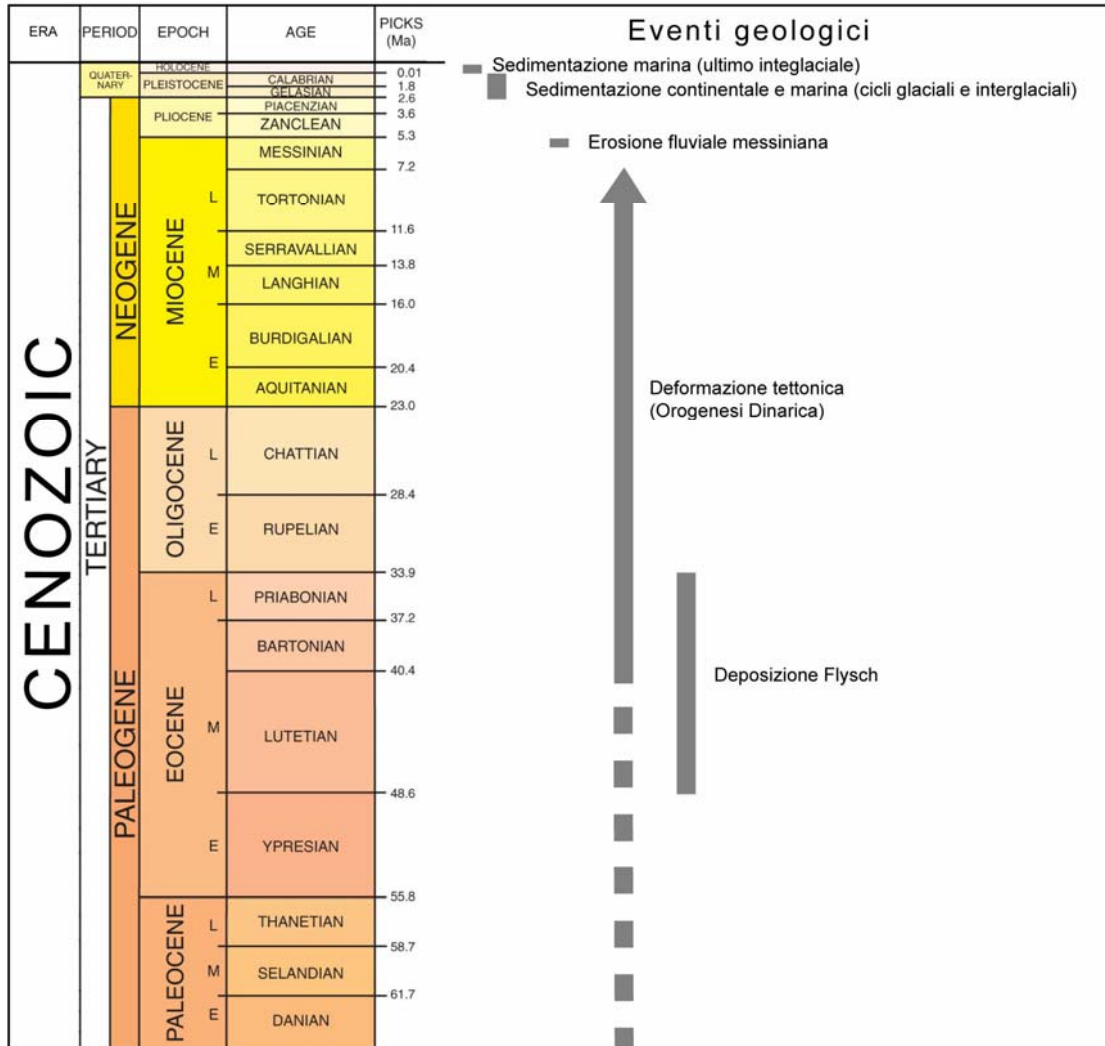 ERA PERIOD EPOCH AGE PICKS (Ma) Eventi geologici
CENOZOIC
QUATER-
NARY
TERTIARY
NEOGENE
PALEOGENE
HOLOCENE
PLEISTOCENE
PLIOCENE
MIOCENE
L
M
E
OLIGOCENE
L
E
EOCENE
L
M
E
PALEOCENE
L
M
E
CALABRIAN
GELASIAN
PIACENZIAN
ZANCLEAN
MESSINIAN
TORTONIAN
SERRAVALLIAN
LANGHIAN
BURDIGALIAN
AQUITANIAN
CHATTIAN
RUPELIAN
PRIABONIAN
BARTONIAN
LUTETIAN
YPRESIAN
THANETIAN
SELANDIAN
DANIAN
0.01
1.8
2.6
3.6
5.3
7.2
11.6
13.8
16.0
20.4
23.0
28.4
33.9
37.2
40.4
48.6
55.8
58.7
61.7
Sedimentazione marina (ultimo integlaciale)
Sedimentazione continentale e marina (cicli glaciali e interglaciali)
Erosione fluviale messiniana
Deformazione tettonica
(Orogenesi Dinarica)
Deposizione Flysch